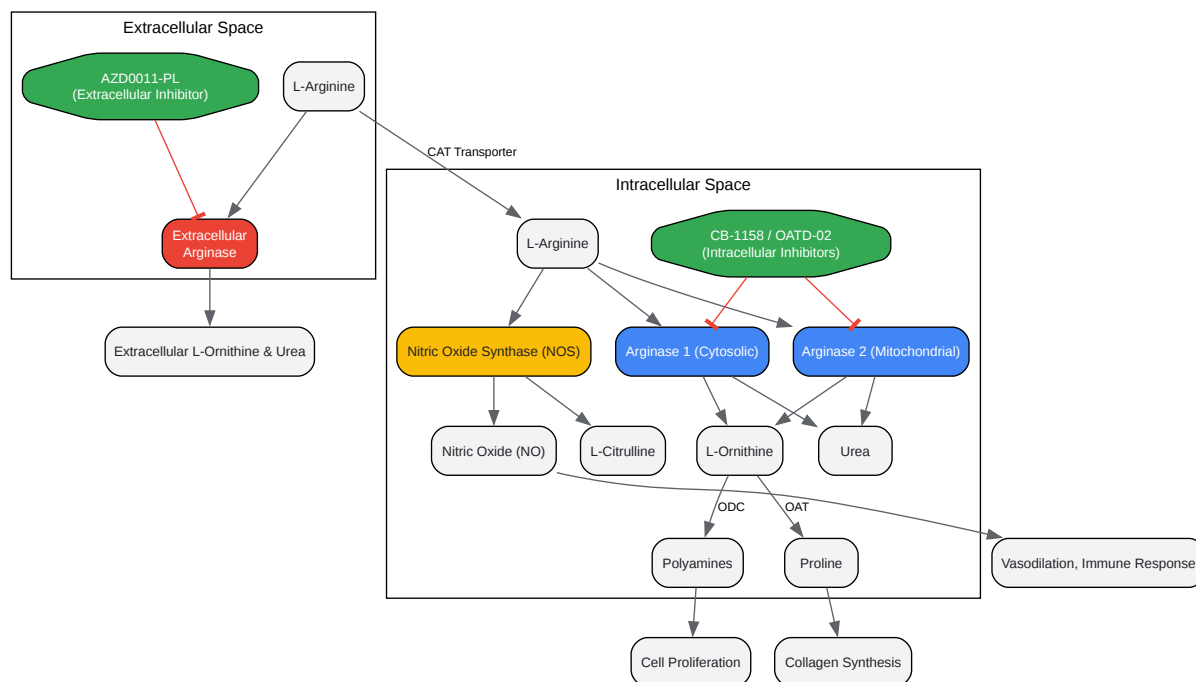 Extracellular Space
AZD0011-PL
(Extracellular Inhibitor)
L-Arginine
CAT Transporter
Intracellular Space
Extracellular
Arginase
L-Arginine
CB-1158 / OATD-02
(Intracellular Inhibitors)
Extracellular L-Ornithine & Urea
Nitric Oxide Synthase (NOS)
Arginase 1 (Cytosolic)
Arginase 2 (Mitochondrial)
Nitric Oxide (NO)
L-Citrulline
L-Ornithine
Urea
ODC
OAT
Polyamines
Proline
Vasodilation, Immune Response
Cell Proliferation
Collagen Synthesis